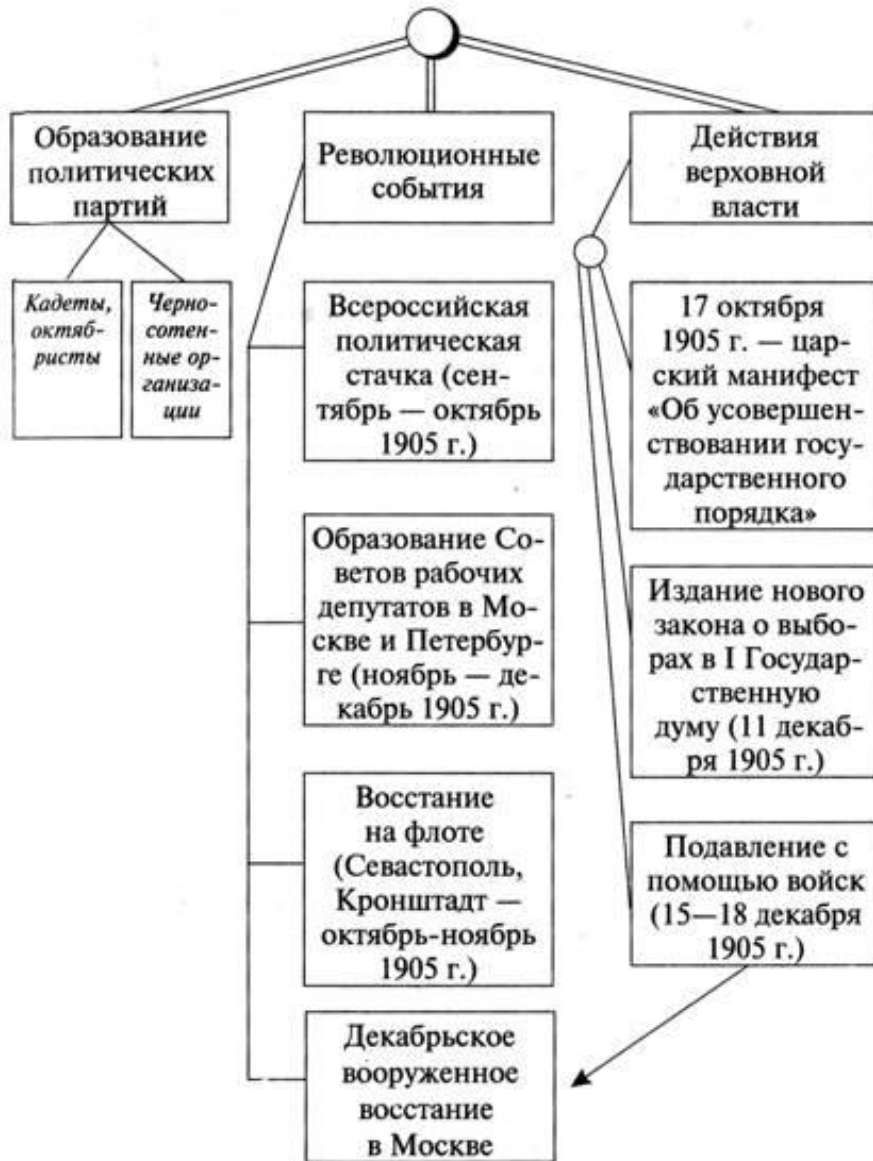 Образование
политических
партий
Кадеты,
октяб-
ристы
Черно-
сотен-
ные ор-
ганиза-
ции
Революционные
события
Всероссийская
политическая
стачка (сен-
тябрь — октябрь
1905 г.)
Образование Со-
ветов рабочих
депутатов в Мо-
скве и Петербур-
ге (ноябрь — де-
кабрь 1905 г.)
Восстание
на флоте
(Севастополь,
Кронштадт —
октябрь-ноябрь
1905 г.)
Декабрьское
вооруженное
восстание
в Москве
Действия
верховной
власти
17 октября
1905 г. — цар-
ский манифест
«Об усовершен-
ствовании госу-
дарственного
порядка»
Издание нового
закона о выбо-
рах в I Государ-
ственную
думу (11 декаб-
ря 1905 г.)
Подавление с
помощью войск
(15—18 декабря
1905 г.)